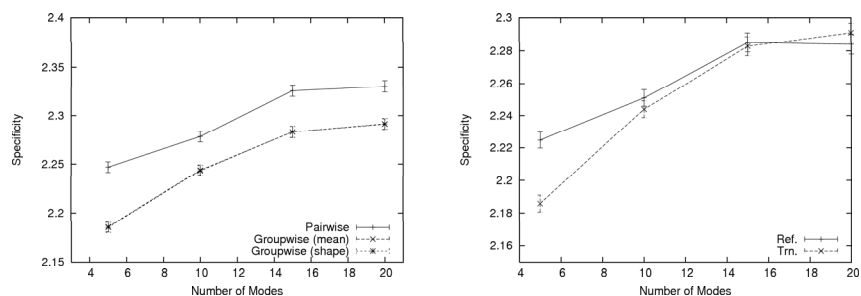 2.4
2.35
2.3
2.25
2.2
2.15
Specificity
4 6 8 10 12 14 16 18 20
Number of Modes
Pairwise
Groupwise (mean)
Groupwise (shape)
2.3
2.28
2.26
2.24
2.22
2.2
2.18
2.16
Specificity
4 6 8 10 12 14 16 18 20
Number of Modes
Ref.
Trn.